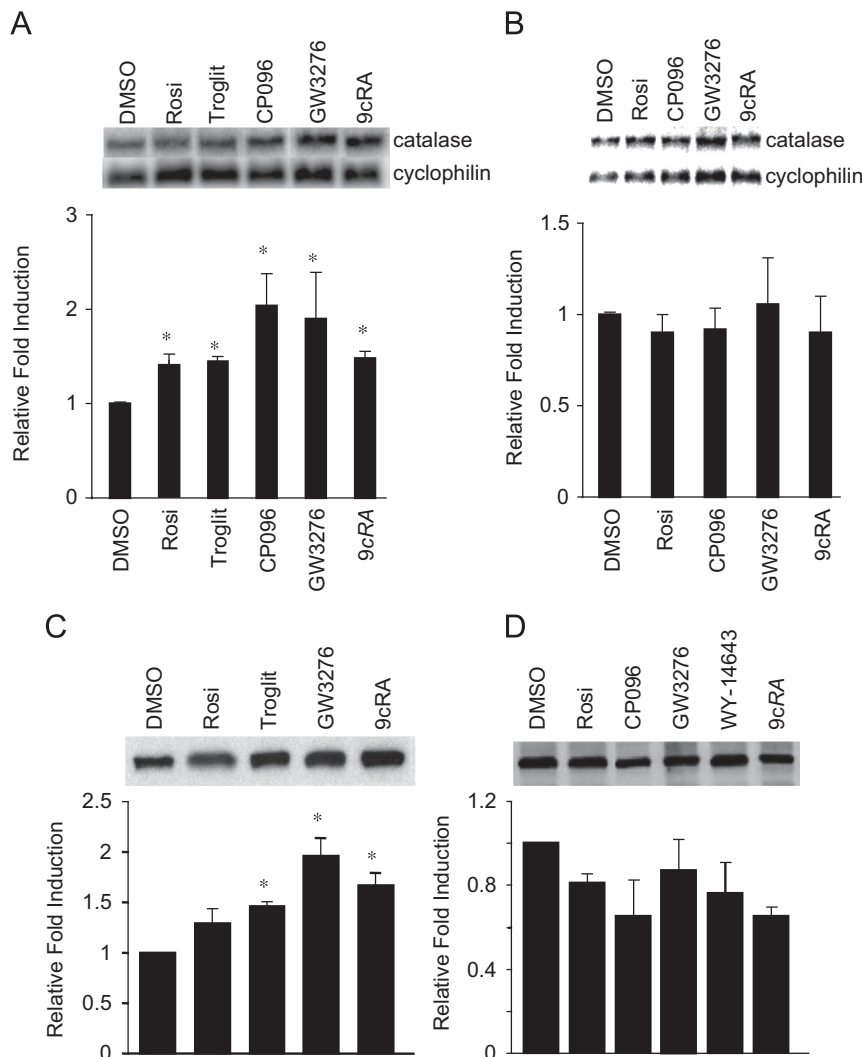 A
DMSO Rosi Troglit CP096 GW3276 9cRA
catalase
cyclophilin
Relative Fold Induction
3
2
1
0
* * * * *
DMSO Rosi Troglit CP096 GW3276 9cRA
B
DMSO Rosi CP096 GW3276 9cRA
catalase
cyclophilin
Relative Fold Induction
1.5
1
0.5
0
DMSO Rosi CP096 GW3276 9cRA
C
DMSO Rosi Troglit GW3276 9cRA
Relative Fold Induction
2.5
2
1.5
1
0.5
0
* * *
D
DMSO Rosi CP096 GW3276 WY-14643 9cRA
Relative Fold Induction
1.2
0.8
0.4
0